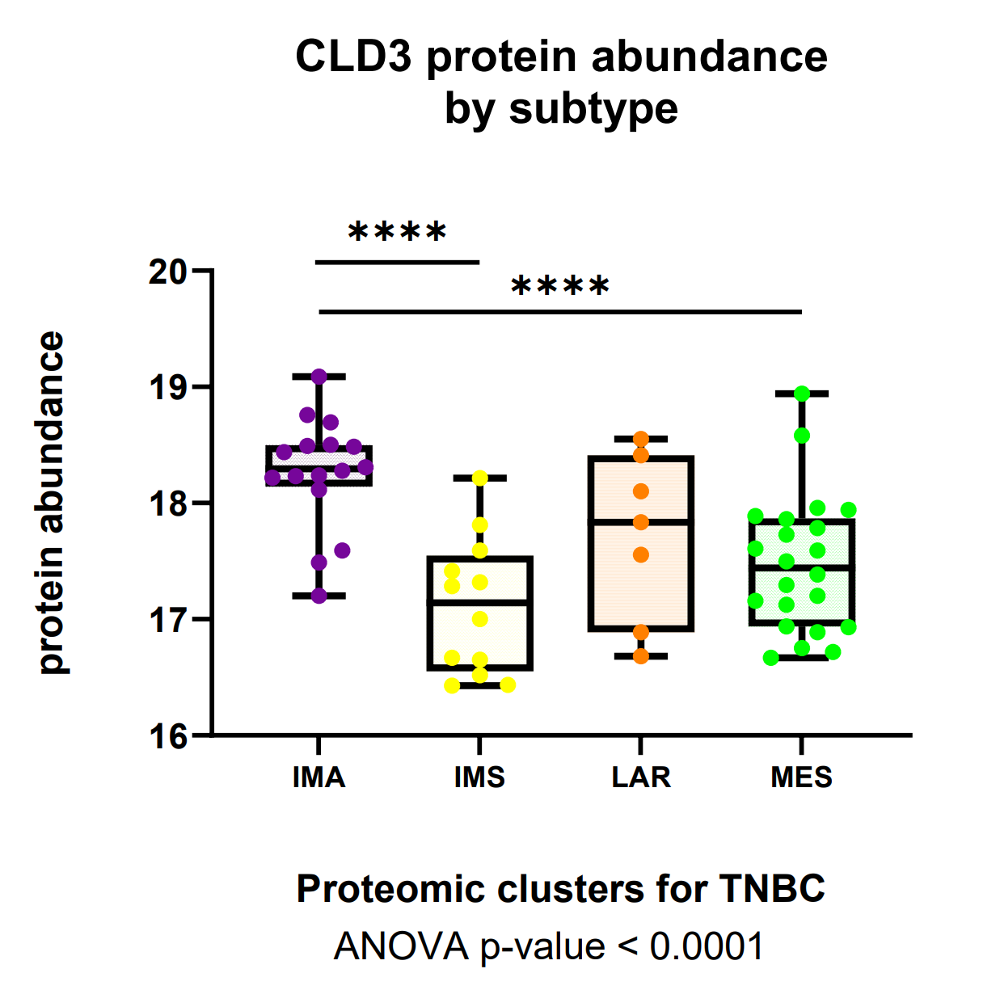 CLD3 protein abundance
by subtype
****
****
20
19
18
17
16
protein abundance
IMA IMS LAR MES
Proteomic clusters for TNBC
ANOVA p-value < 0.0001